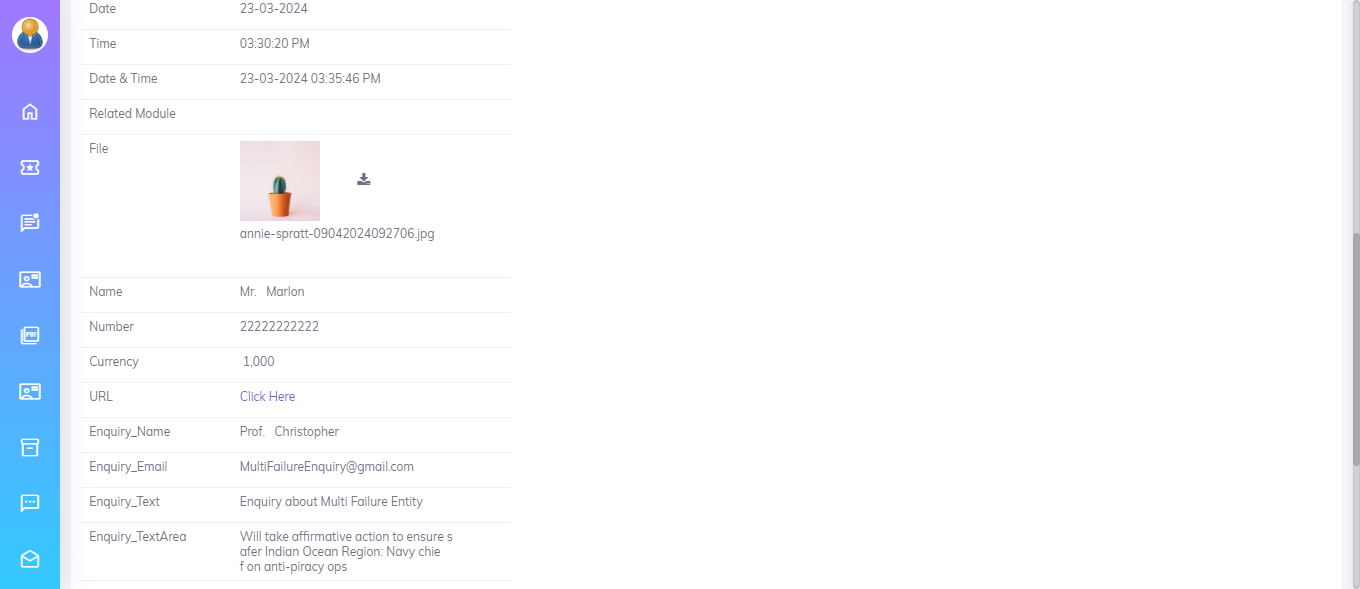 Date 23-03-2024
Time 03:30:20 PM
Date & Time 23-03-2024 03:35:46 PM
Related Module
File
annie-spratt-09042024092706.jpg
Name Mr. Marlon
Number 22222222222
Currency 1,000
URL Click Here
Enquiry_Name Prof. Christopher
Enquiry_Email MultiFailureEnquiry@gmail.com
Enquiry_Text Enquiry about Multi Failure Entity
Enquiry_TextArea Will take affirmative action to ensure s
afer Indian Ocean Region: Navy chie
f on anti-piracy ops
PDF